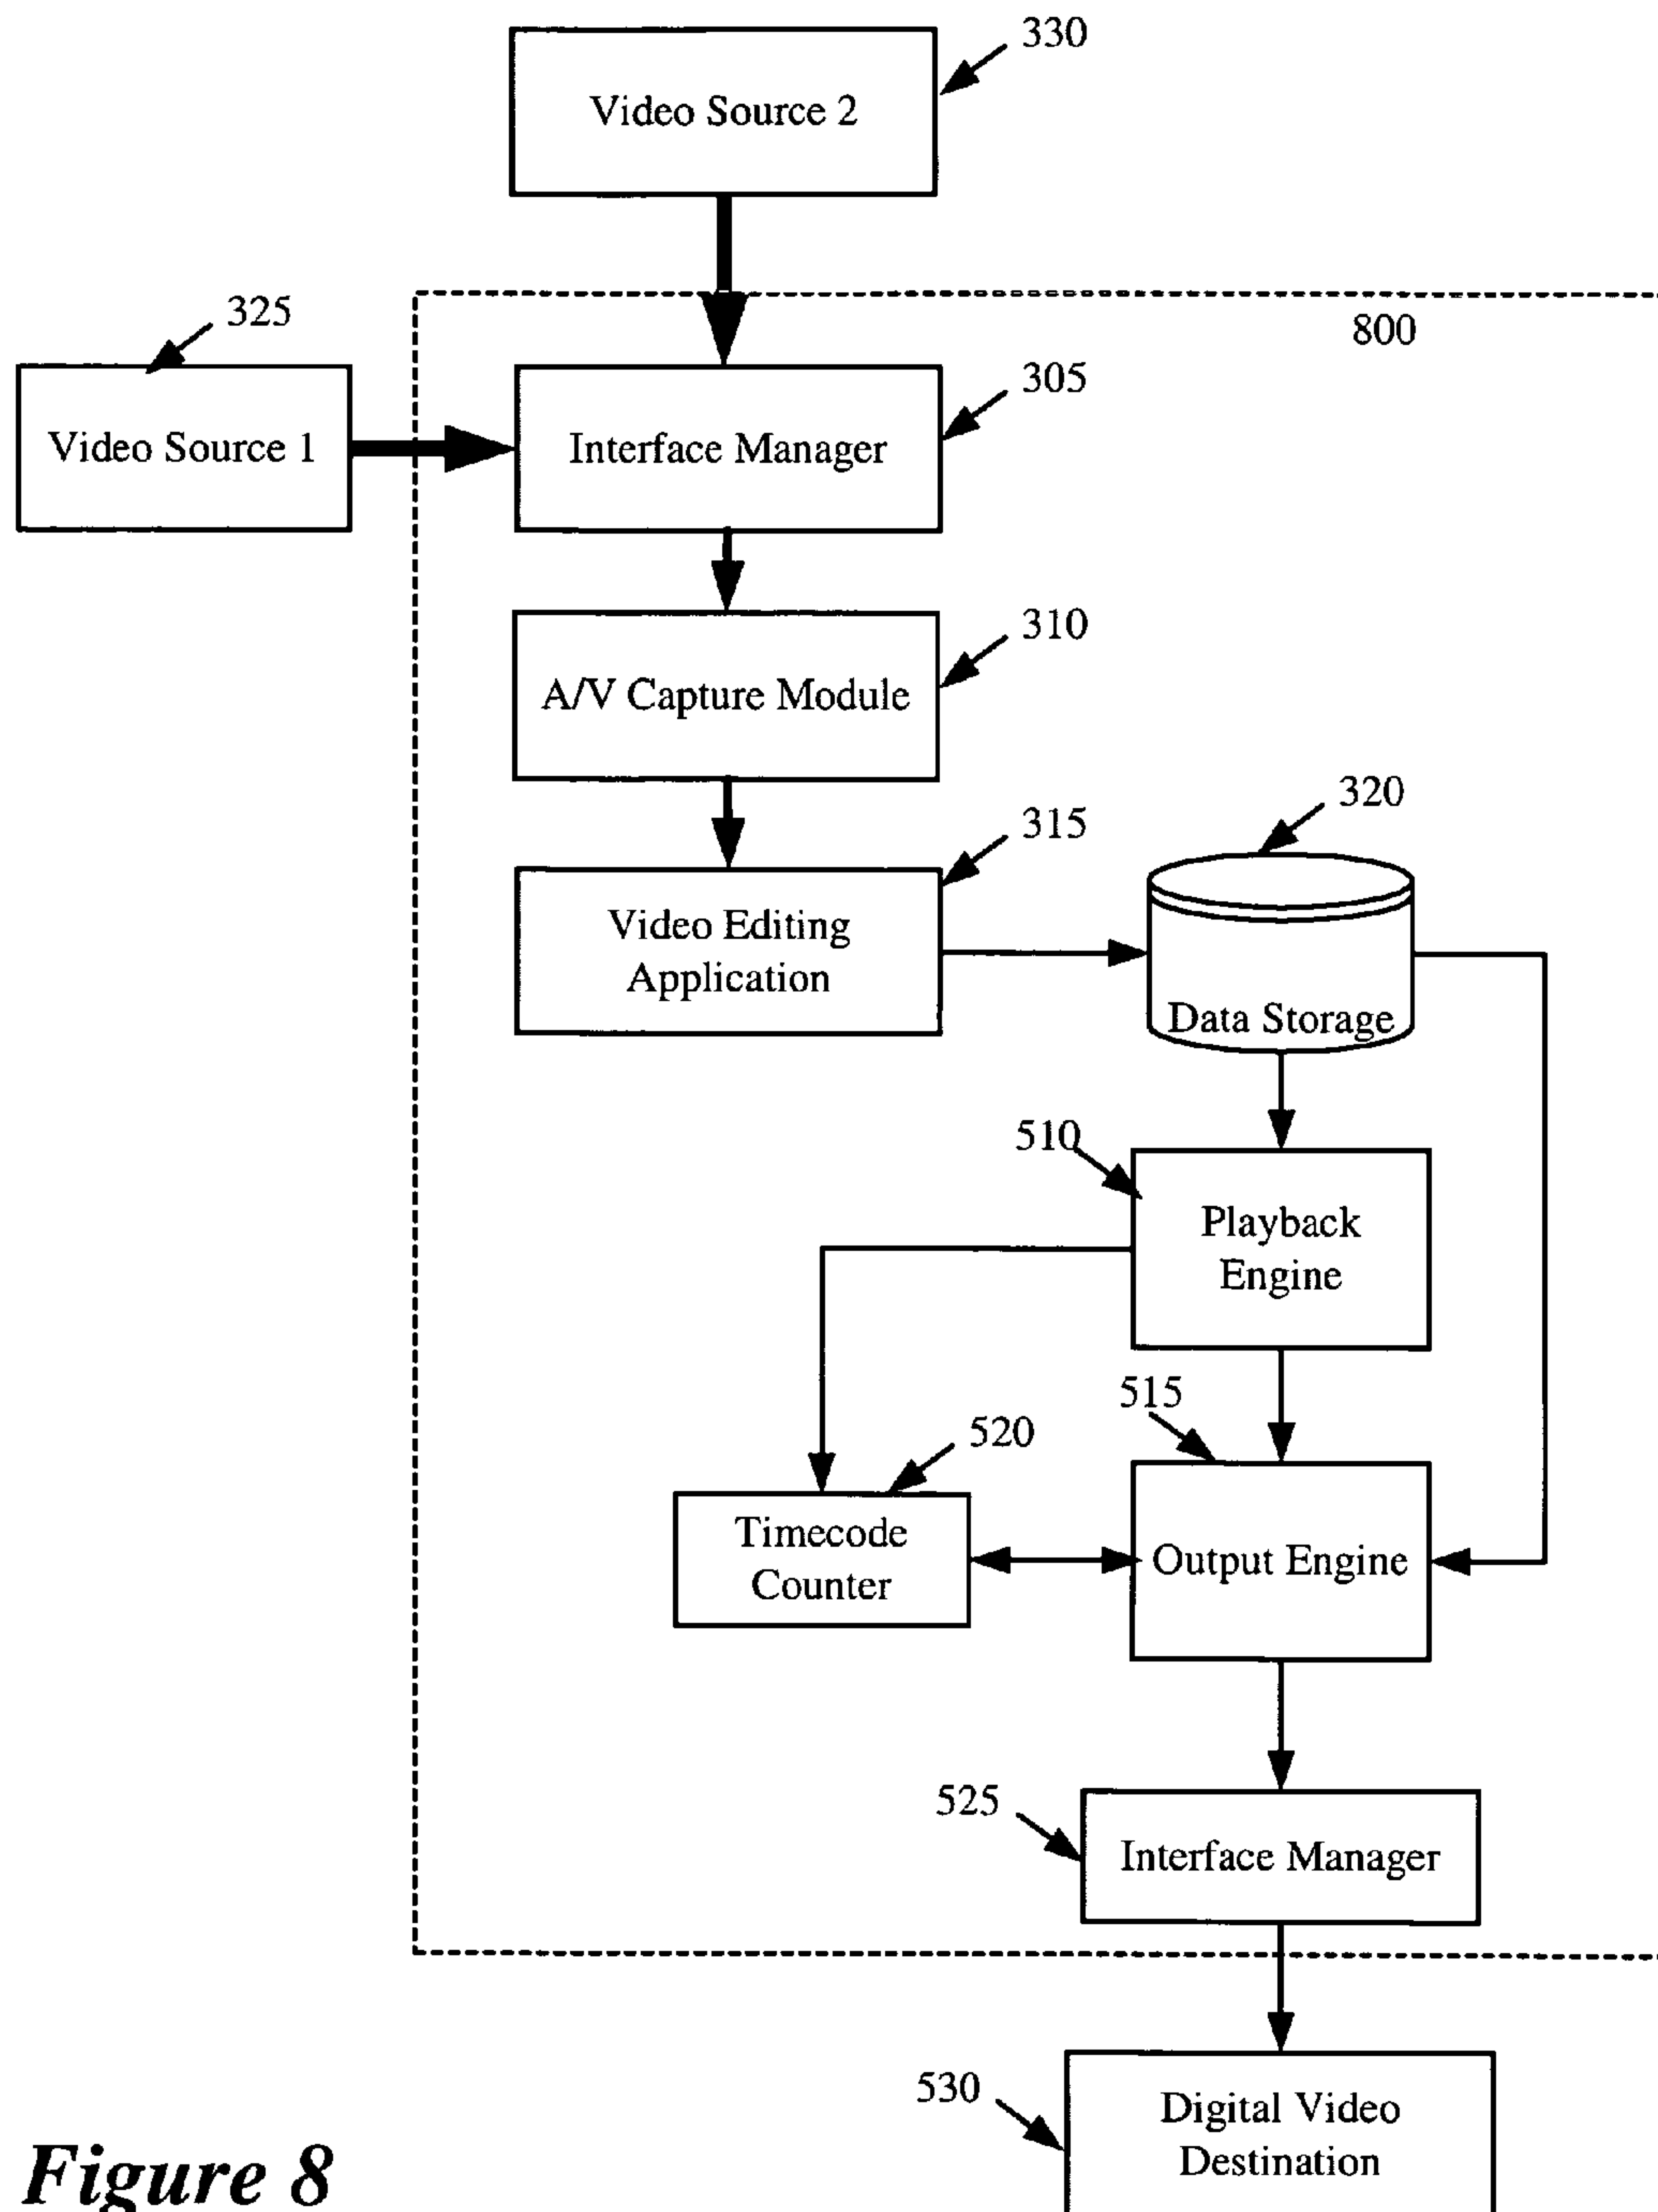 330
Video Source 2
325
800
Video Source 1
305
Interface Manager
310
A/V Capture Module
320
315
Video Editing
Application
Data Storage
510
Playback
Engine
515
520
Timecode
Counter
Output Engine
525
Interface Manager
530
Digital Video
Destination
Figure 8